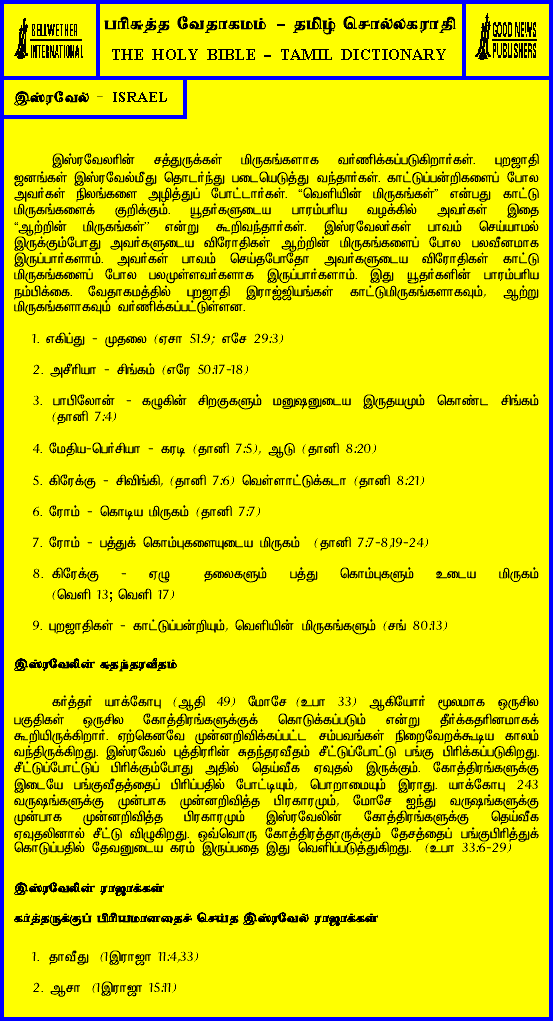 BELLWETHER
INTERNATIONAL
பரிசுத்த வேதாகமம் – தமிழ் சொல்லகராதி
THE HOLY BIBLE – TAMIL DICTIONARY
GOOD NEWS
PUBLISHERS
இஸ்ரவேல் – ISRAEL
இஸ்ரவேலரின் சத்துருக்கள் மிருகங்களாக வர்ணிக்கப்படுகிறார்கள். புறஜாதி
ஜனங்கள் இஸ்ரவேல்மீது தொடர்ந்து படையெடுத்து வந்தார்கள். காட்டுப்பன்றிகளைப் போல
அவர்கள் நிலங்களை அழித்துப் போட்டார்கள். “வெளியின் மிருகங்கள்” என்பது காட்டு
மிருகங்களைக் குறிக்கும். யூதர்களுடைய பாரம்பரிய வழக்கில் அவர்கள் இதை
“ஆற்றின் மிருகங்கள்’’ என்று கூறிவந்தார்கள். இஸ்ரவேலர்கள் பாவம் செய்யாமல்
இருக்கும்போது அவர்களுடைய விரோதிகள் ஆற்றின் மிருகங்களைப் போல பலவீனமாக
இருப்பார்களாம். அவர்கள் பாவம் செய்தபோதோ அவர்களுடைய விரோதிகள் காட்டு
மிருகங்களைப் போல பலமுள்ளவர்களாக இருப்பார்களாம். இது யூதர்களின் பாரம்பரிய
நம்பிக்கை. வேதாகமத்தில் புறஜாதி இராஜ்ஜியங்கள் காட்டுமிருகங்களாகவும், ஆற்று
மிருகங்களாகவும் வர்ணிக்கப்பட்டுள்ளன.
1. எகிப்து - முதலை (ஏசா 51:9; எசே 29:3)
2. அசீரியா - சிங்கம் (எரே 50:17-18)
3. பாபிலோன் - கழுகின் சிறகுகளும் மனுஷனுடைய இருதயமும் கொண்ட சிங்கம்
(தானி 7:4)
4. மேதிய-பெர்சியா - கரடி (தானி 7:5), ஆடு (தானி 8:20)
5. கிரேக்கு - சிவிங்கி, (தானி 7:6) வெள்ளாட்டுக்கடா (தானி 8:21)
6. ரோம் - கொடிய மிருகம் (தானி 7:7)
7. ரோம் - பத்துக் கொம்புகளையுடைய மிருகம் (தானி 7:7-8,19-24)
8. கிரேக்கு - ஏழு தலைகளும் பத்து கொம்புகளும் உடைய மிருகம்
(வெளி 13; வெளி 17)
9. புறஜாதிகள் - காட்டுப்பன்றியும், வெளியின் மிருகங்களும் (சங் 80:13)
இஸ்ரவேலின் சுதந்தரவீதம்
கர்த்தர் யாக்கோபு (ஆதி 49) மோசே (உபா 33) ஆகியோர் மூலமாக ஒருசில
பகுதிகள் ஒருசில கோத்திரங்களுக்குக் கொடுக்கப்படும் என்று தீர்க்கதரினமாகக்
கூறியிருக்கிறார். ஏற்கெனவே முன்னறிவிக்கப்பட்ட சம்பவங்கள் நிறைவேறக்கூடிய காலம்
வந்திருக்கிறது. இஸ்ரவேல் புத்திரரின் சுதந்தரவீதம் சீட்டுப்போட்டு பங்கு பிரிக்கப்படுகிறது.
சீட்டுப்போட்டுப் பிரிக்கும்போது அதில் தெய்வீக ஏவுதல் இருக்கும். கோத்திரங்களுக்கு
இடையே பங்குவீதத்தைப் பிரிப்பதில் போட்டியும், பொறாமையும் இராது. யாக்கோபு 243
வருஷங்களுக்கு முன்பாக முன்னறிவித்த பிரகாரமும், மோசே ஐந்து வருஷங்களுக்கு
முன்பாக முன்னறிவித்த பிரகாரமும் இஸ்ரவேலின் கோத்திரங்களுக்கு தெய்வீக
ஏவுதலினால் சீட்டு விழுகிறது. ஒவ்வொரு கோத்திரத்தாருக்கும் தேசத்தைப் பங்குபிரித்துக்
கொடுப்பதில் தேவனுடைய கரம் இருப்பதை இது வெளிப்படுத்துகிறது. (உபா 33:6-29)
இஸ்ரவேலின் ராஜாக்கள்
கர்த்தருக்குப் பிரியமானதைச் செய்த இஸ்ரவேல் ராஜாக்கள்
1. தாவீது (1இராஜா 11:4,33)
2. ஆசா (1இராஜா 15:11)